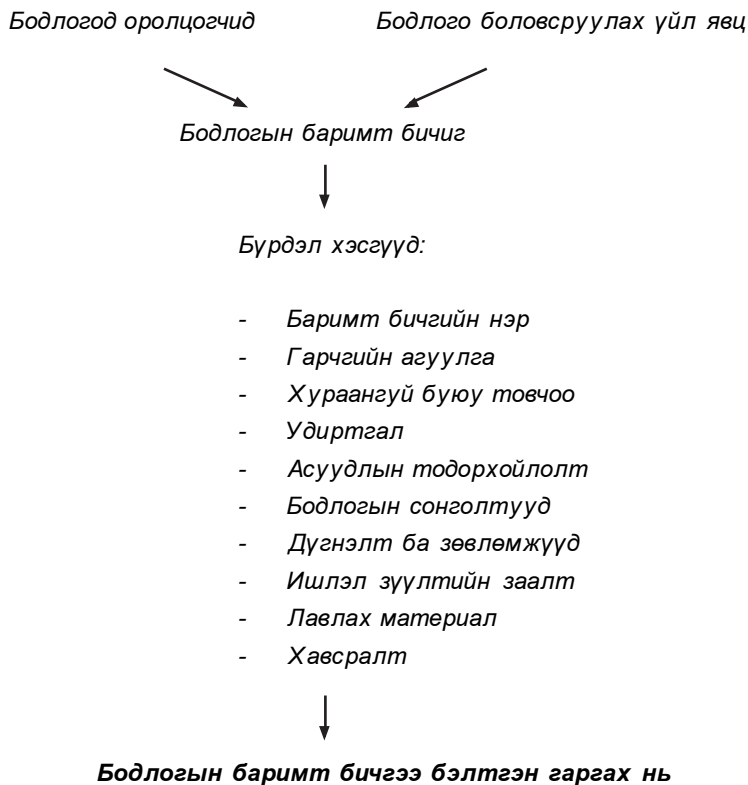 Бодлогод оролцогчид Бодлого боловсруулах үйл явц
Бодлогын баримт бичиг
Бүрдэл хэсгүүд:
- Баримт бичгийн нэр
- Гарчгийн агуулга
- Хураангуй буюу товчоо
- Удиртгал
- Асуудлын тодорхойлолт
- Бодлогын сонголтууд
- Дүгнэлт ба зөвлөмжүүд
- Ишлэл зүүлтийн заалт
- Лавлах материал
- Хавсралт
Бодлогын баримт бичгээ бэлтгэн гаргах нь